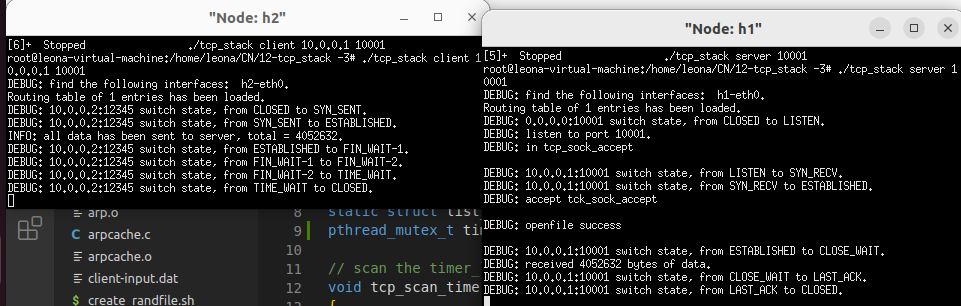 "Node: h2"
[6]+  Stopped                 ./tcp_stack client 10.0.0.1 10001
root@leona-virtual-machine:/home/leona/CN/12-tcp_stack -3# ./tcp_stack client 1
0.0.0.1 10001
DEBUG: find the following interfaces:  h2-eth0.
Routing table of 1 entries has been loaded.
DEBUG: 10.0.0.2:12345 switch state, from CLOSED to SYN_SENT.
DEBUG: 10.0.0.2:12345 switch state, from SYN_SENT to ESTABLISHED.
INFO: all data has been sent to server, total = 4052632.
DEBUG: 10.0.0.2:12345 switch state, from ESTABLISHED to FIN_WAIT-1.
DEBUG: 10.0.0.2:12345 switch state, from FIN_WAIT-1 to FIN_WAIT-2.
DEBUG: 10.0.0.2:12345 switch state, from FIN_WAIT-2 to TIME_WAIT.
DEBUG: 10.0.0.2:12345 switch state, from TIME_WAIT to CLOSED.
arp.o
C arpcache.c
arpcache.o
client-input.dat
$ create_randfile.sh
8 static struct list
9 pthread_mutex_t tim
10
11 // scan the timer_
12 void tcp_scan_time
13 {
"Node: h1"
[5]+  Stopped                 ./tcp_stack server 10001
root@leona-virtual-machine:/home/leona/CN/12-tcp_stack -3# ./tcp_stack server 1
0001
DEBUG: find the following interfaces:  h1-eth0.
Routing table of 1 entries has been loaded.
DEBUG: 0.0.0.0:10001 switch state, from CLOSED to LISTEN.
DEBUG: listen to port 10001.
DEBUG: in tcp_sock_accept
DEBUG: 10.0.0.1:10001 switch state, from LISTEN to SYN_RECV.
DEBUG: 10.0.0.1:10001 switch state, from SYN_RECV to ESTABLISHED.
DEBUG: accept tck_sock_accept
DEBUG: openfile success
DEBUG: 10.0.0.1:10001 switch state, from ESTABLISHED to CLOSE_WAIT.
DEBUG: received 4052632 bytes of data.
DEBUG: 10.0.0.1:10001 switch state, from CLOSE_WAIT to LAST_ACK.
DEBUG: 10.0.0.1:10001 switch state, from LAST_ACK to CLOSED.